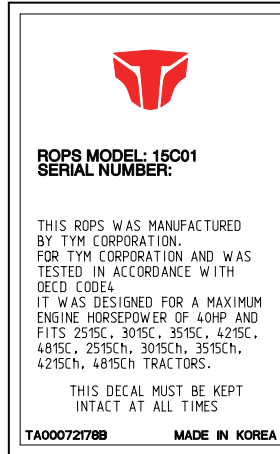 ROPS MODEL: 15C01
SERIAL NUMBER:
THIS ROPS WAS MANUFACTURED
BY TYM CORPORATION.
FOR TYM CORPORATION AND WAS
TESTED IN ACCORDANCE WITH
OECD CODE4
IT WAS DESIGNED FOR A MAXIMUM
ENGINE HORSEPOWER OF 40HP AND
FITS 2515C, 3015C, 3515C, 4215C,
4815C, 2515Ch, 3015Ch, 3515Ch,
4215Ch, 4815Ch TRACTORS.
THIS DECAL MUST BE KEPT
INTACT AT ALL TIMES
TA00072178B MADE IN KOREA